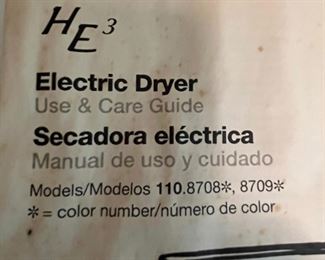 HE³
Electric Dryer
Use & Care Guide
Secadora eléctrica
Manual de uso y cuidado
Models/Modelos 110.8708*, 8709*
* = color number/número de color